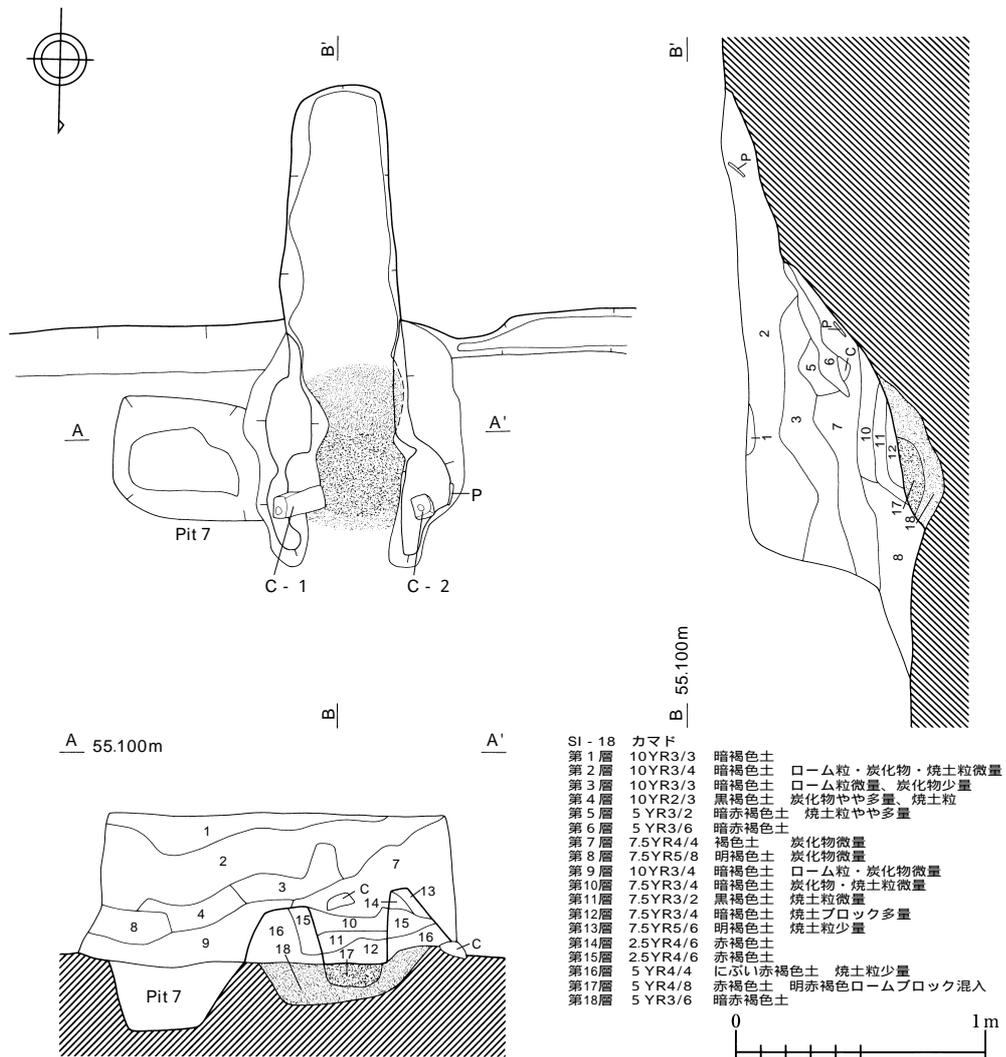 B'
B'
P
P
C
2
5
6
3
7
1
10
11
12
17
18
8
A
A'
P
Pit 7
C - 1
C - 2
B
B 55.100m
A 55.100m
A'
1
2
7
3
C
13
14
4
15
10
15
8
16
11
16
9
18
12
17
C
Pit 7
SI - 18 カマド
第1層 10YR3/3 暗褐色土
第2層 10YR3/4 暗褐色土 ローム粒・炭化物・焼土粒微量
第3層 10YR3/3 暗褐色土 ローム粒微量、炭化物少量
第4層 10YR2/3 黒褐色土 炭化物やや多量、焼土粒
第5層 5 YR3/2 暗赤褐色土 焼土粒やや多量
第6層 5 YR3/6 暗赤褐色土
第7層 7.5YR4/4 褐色土 炭化物微量
第8層 7.5YR5/8 明褐色土 炭化物微量
第9層 10YR3/4 暗褐色土 ローム粒・炭化物微量
第10層 7.5YR3/4 暗褐色土 炭化物・焼土粒微量
第11層 7.5YR3/2 黒褐色土 焼土粒微量
第12層 7.5YR3/4 暗褐色土 焼土ブロック多量
第13層 7.5YR5/6 明褐色土 焼土粒少量
第14層 2.5YR4/6 赤褐色土
第15層 2.5YR4/6 赤褐色土
第16層 5 YR4/4 にぶい赤褐色土 焼土粒少量
第17層 5 YR4/8 赤褐色土 明赤褐色ロームブロック混入
第18層 5 YR3/6 暗赤褐色土
0 1m